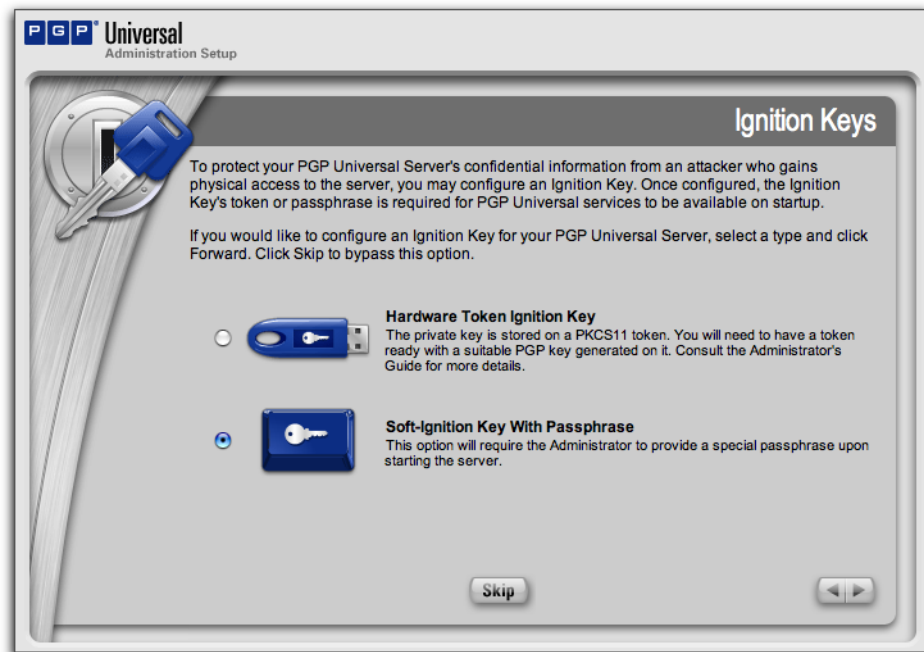 PGP® Universal
Administration Setup
Ignition Keys
To protect your PGP Universal Server's confidential information from an attacker who gains
physical access to the server, you may configure an Ignition Key. Once configured, the Ignition
Key's token or passphrase is required for PGP Universal services to be available on startup.
If you would like to configure an Ignition Key for your PGP Universal Server, select a type and click
Forward. Click Skip to bypass this option.
Hardware Token Ignition Key
The private key is stored on a PKCS11 token. You will need to have a token
ready with a suitable PGP key generated on it. Consult the Administrator's
Guide for more details.
Soft-Ignition Key With Passphrase
This option will require the Administrator to provide a special passphrase upon
starting the server.
Skip